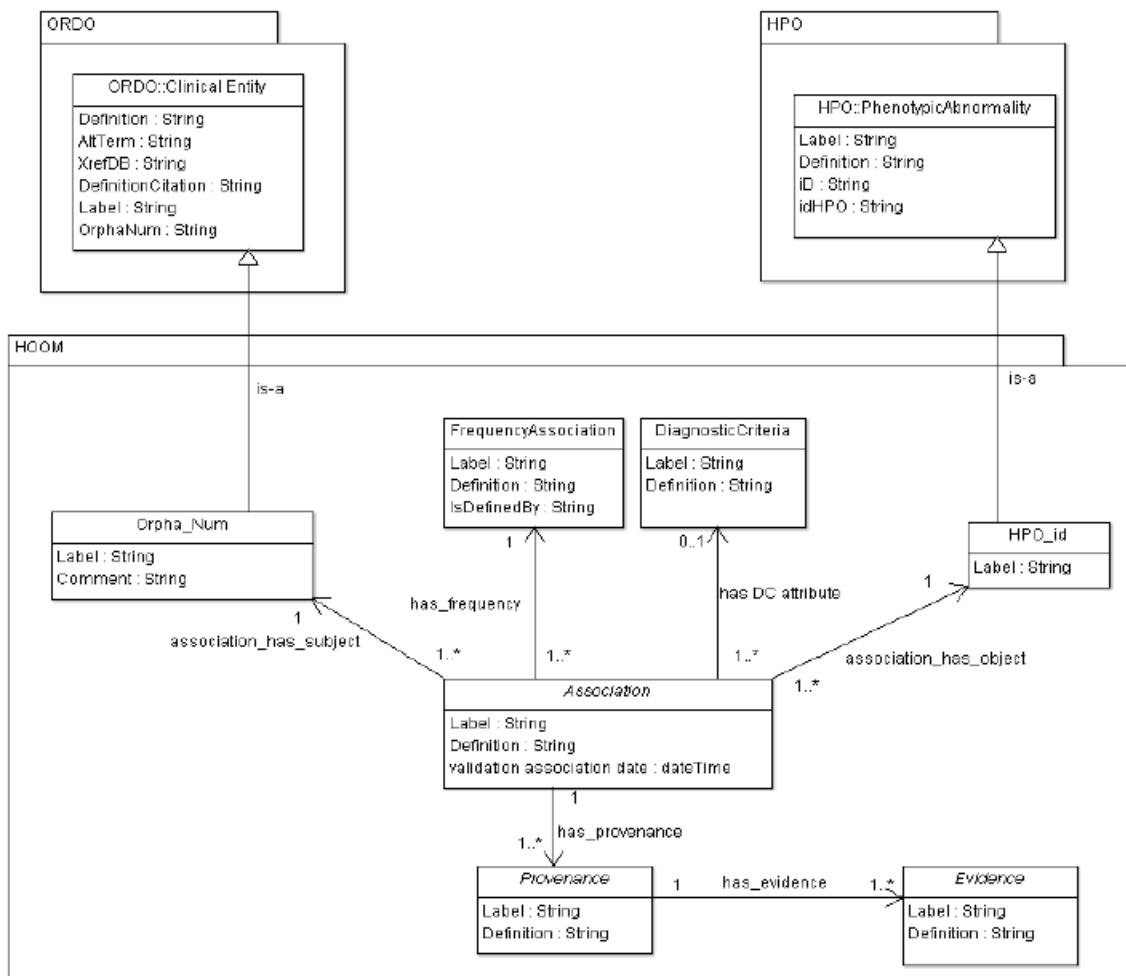 ORDO
HPO
ORDO::Clinical Entity
Definition : String
AltTerm : String
XrefDB : String
DefinitionCitation : String
Label : String
OrphaNum : String
HPO::PhenotypicAbnormality
Label : String
Definition : String
iD : String
idHPO : String
HOOM
is-a
is-a
FrequencyAssociation
Label : String
Definition : String
IsDefinedBy : String
DiagnosticCriteria
Label : String
Definition : String
Orpha_Num
Label : String
Comment : String
HPO_id
Label : String
1
0..1
has_frequency
has DC attribute
1
1
association_has_subject
association_has_object
1..*
1..*
1..*
1..*
Association
Label : String
Definition : String
validation association date : dateTime
1
has_provenance
1..*
Provenance
Label : String
Definition : String
1
has_evidence
1..*
Evidence
Label : String
Definition : String